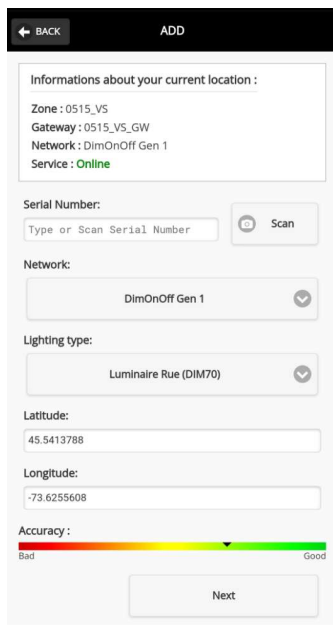 BACK
ADD
Informations about your current location :
Zone : 0515_VS
Gateway : 0515_VS_GW
Network : DimOnOff Gen 1
Service : Online
Serial Number:
Type or Scan Serial Number
Scan
Network:
DimOnOff Gen 1
Lighting type:
Luminaire Rue (DIM70)
Latitude:
45.5413788
Longitude:
-73.6255608
Accuracy :
Bad
Good
Next